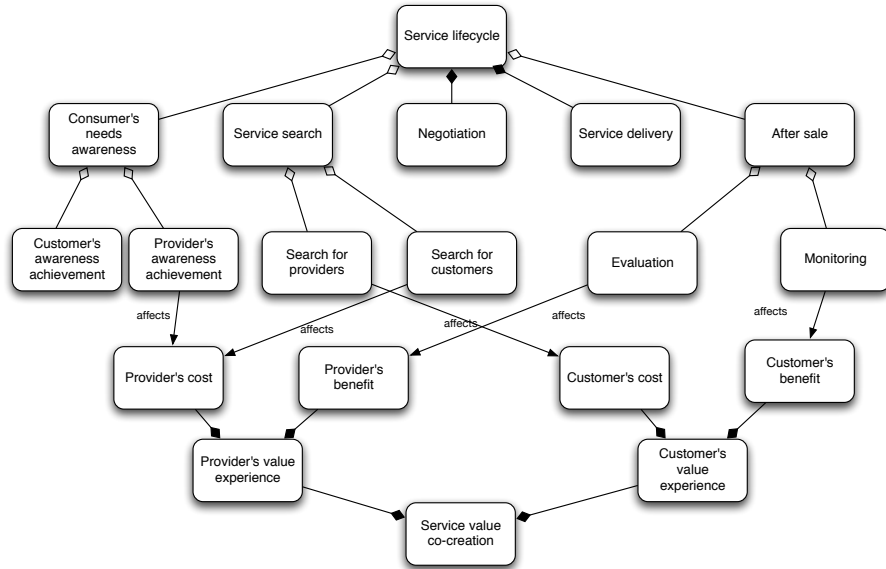 Service lifecycle
Consumer's
needs
awareness
Service search
Negotiation
Service delivery
After sale
Customer's
awareness
achievement
Provider's
awareness
achievement
Search for
providers
Search for
customers
Evaluation
Monitoring
affects
affects
affects
affects
affects
Provider's cost
Provider's
benefit
Customer's cost
Customer's
benefit
Provider's value
experience
Customer's
value
experience
Service value
co-creation